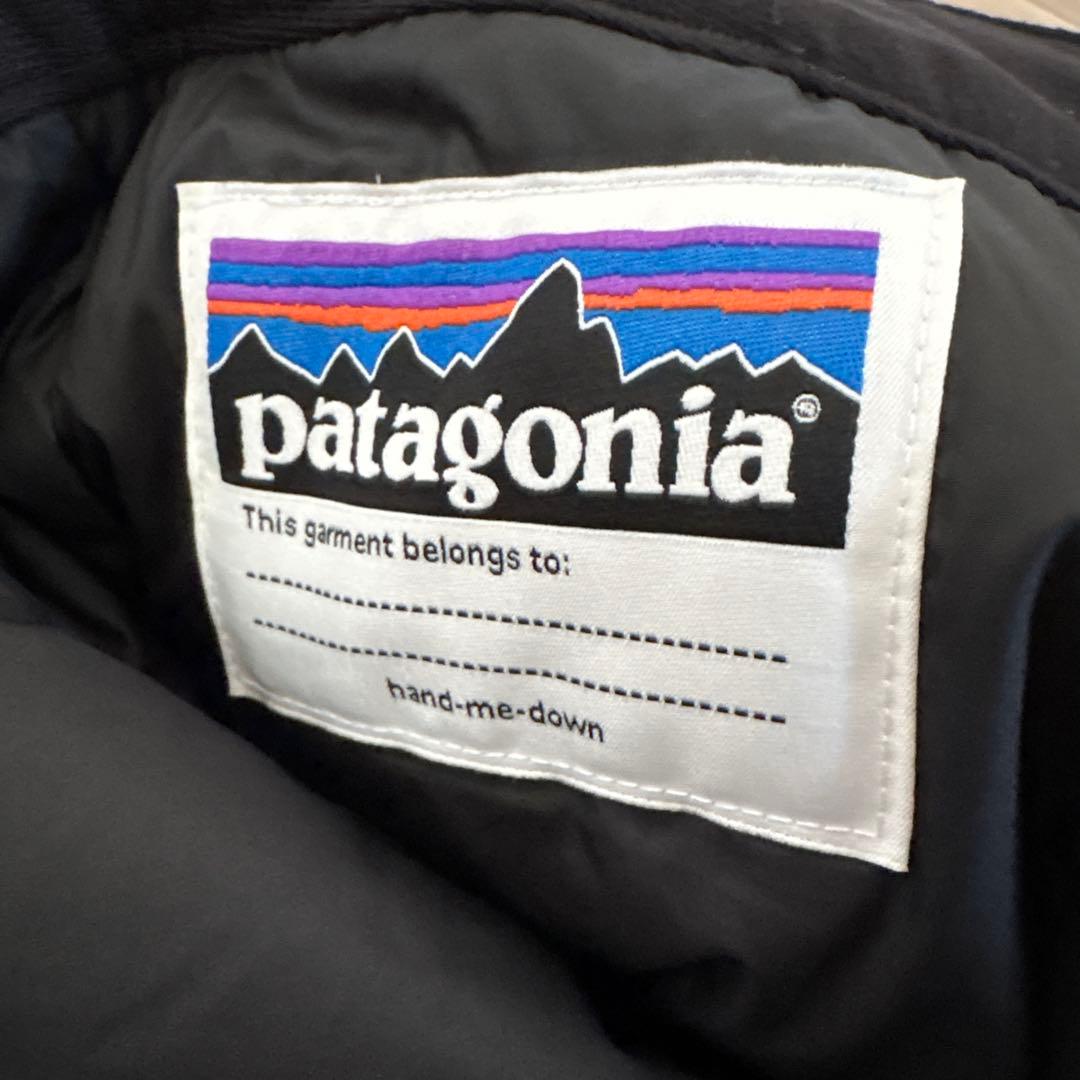 patagonia®
This garment belongs to:
hand-me-down